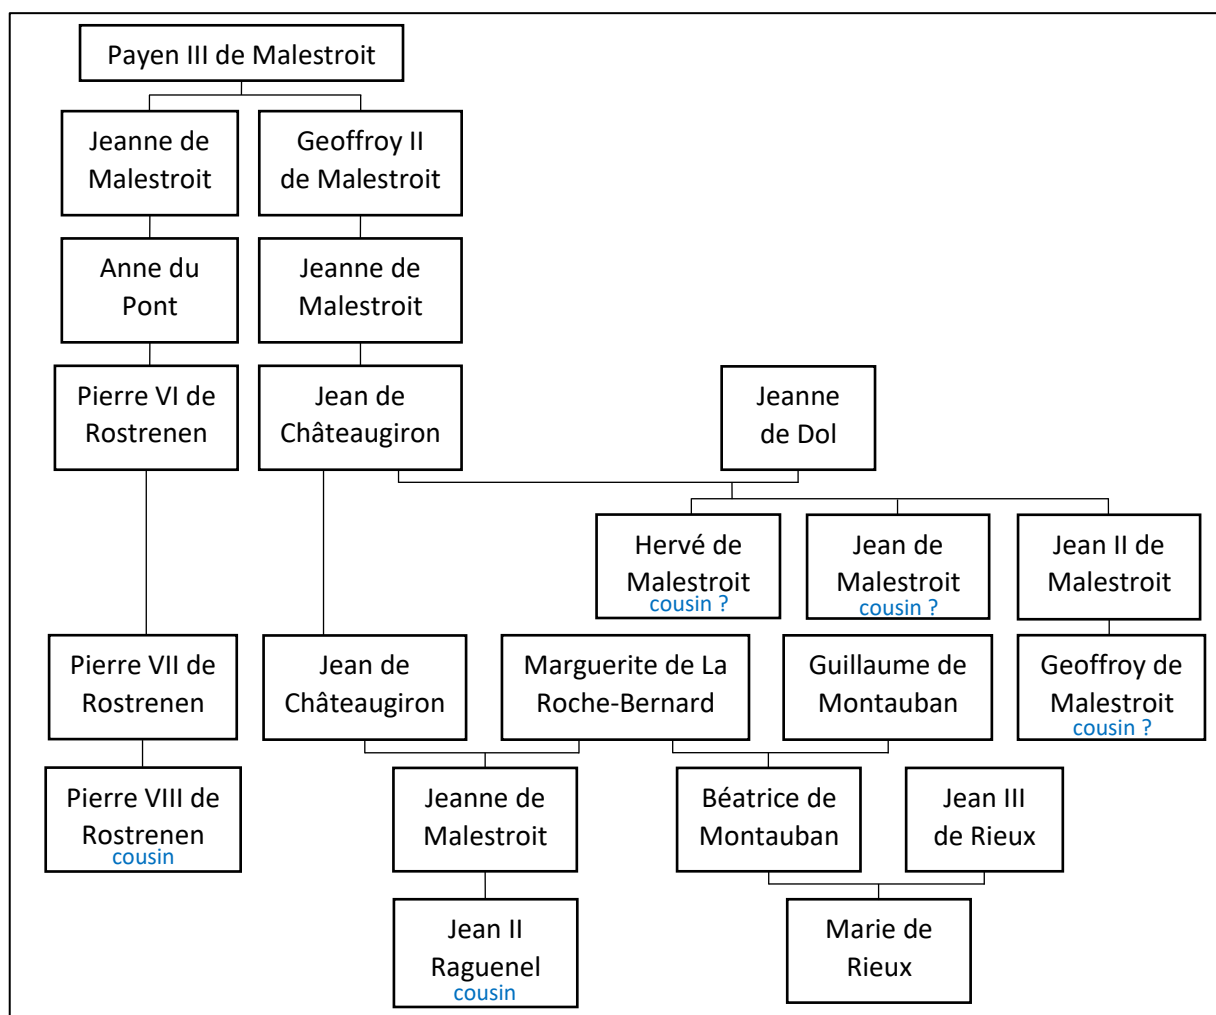 Payen III de Malestroit
Jeanne de
Malestroit
Geoffroy II
de Malestroit
Anne du
Pont
Jeanne de
Malestroit
Pierre VI de
Rostrenen
Jean de
Châteaugiron
Jeanne
de Dol
Hervé de
Malestroit
cousin ?
Jean de
Malestroit
cousin ?
Jean II de
Malestroit
Pierre VII de
Rostrenen
Jean de
Châteaugiron
Marguerite de La
Roche-Bernard
Guillaume de
Montauban
Geoffroy de
Malestroit
cousin ?
Pierre VIII de
Rostrenen
cousin
Jeanne de
Malestroit
Béatrice de
Montauban
Jean III
de Rieux
Jean II
Raguenel
cousin
Marie de
Rieux